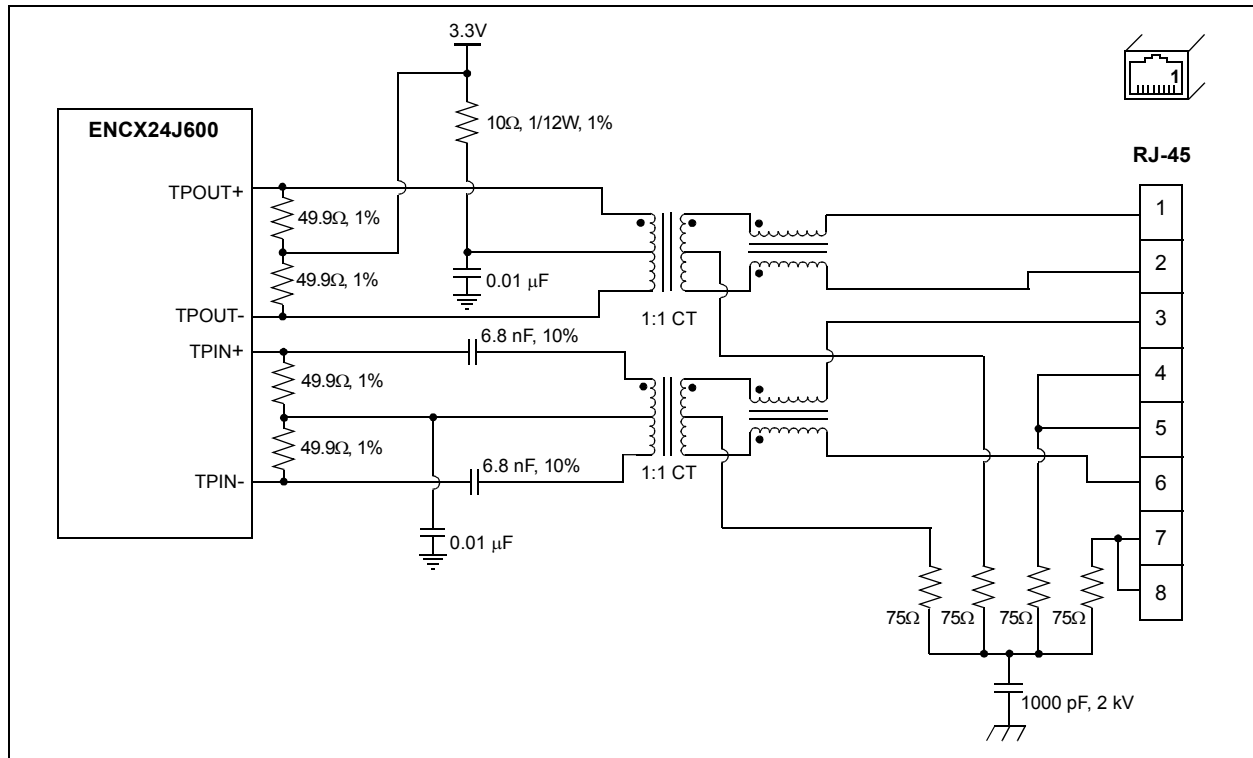 3.3V
ENCX24J600
10Ω, 1/12W, 1%
1
RJ-45
TPOUT+
49.9Ω, 1%
49.9Ω, 1%
0.01 μF
TPOUT-
1:1 CT
TPIN+
6.8 nF, 10%
49.9Ω, 1%
49.9Ω, 1%
6.8 nF, 10%
TPIN-
1:1 CT
0.01 μF
1
2
3
4
5
6
7
8
75Ω
75Ω
75Ω
75Ω
1000 pF, 2 kV